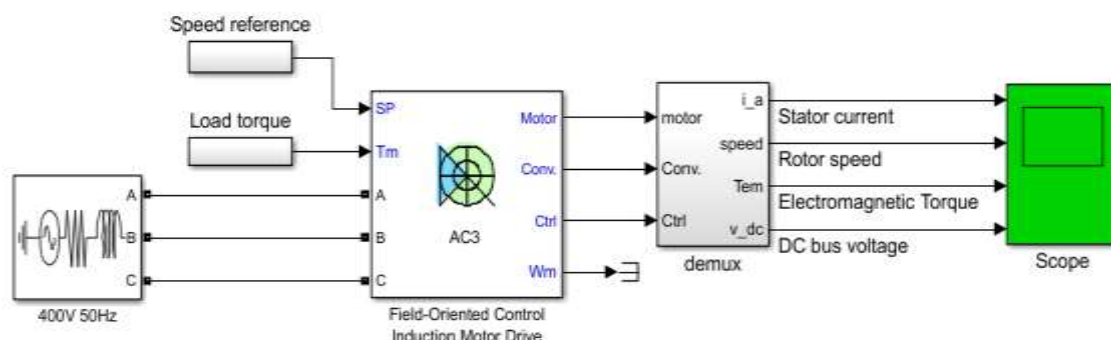 Speed reference
SP
Load torque
Tm
A
B
C
400V 50Hz
A
B
C
AC3
Motor
Conv.
Ctrl
Wm
Field-Oriented Control
Induction Motor Drive
motor
Conv.
Ctrl
i_a
speed
Tem
v_dc
demux
Stator current
Rotor speed
Electromagnetic Torque
DC bus voltage
Scope